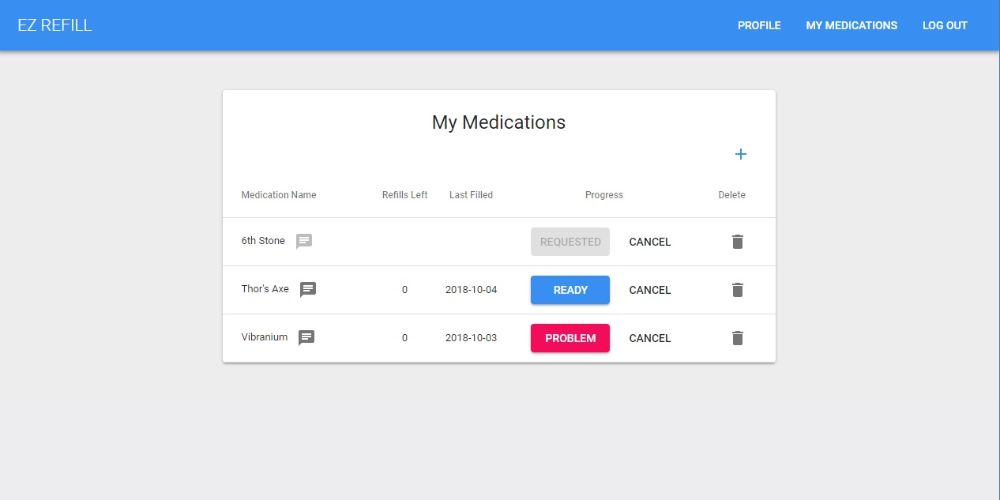 EZ REFILL PROFILE MY MEDICATIONS LOG OUT
My Medications
+
Medication Name Refills Left Last Filled Progress Delete
6th Stone REQUESTED CANCEL
Thor's Axe 0 2018-10-04 READY CANCEL
Vibranium 0 2018-10-03 PROBLEM CANCEL